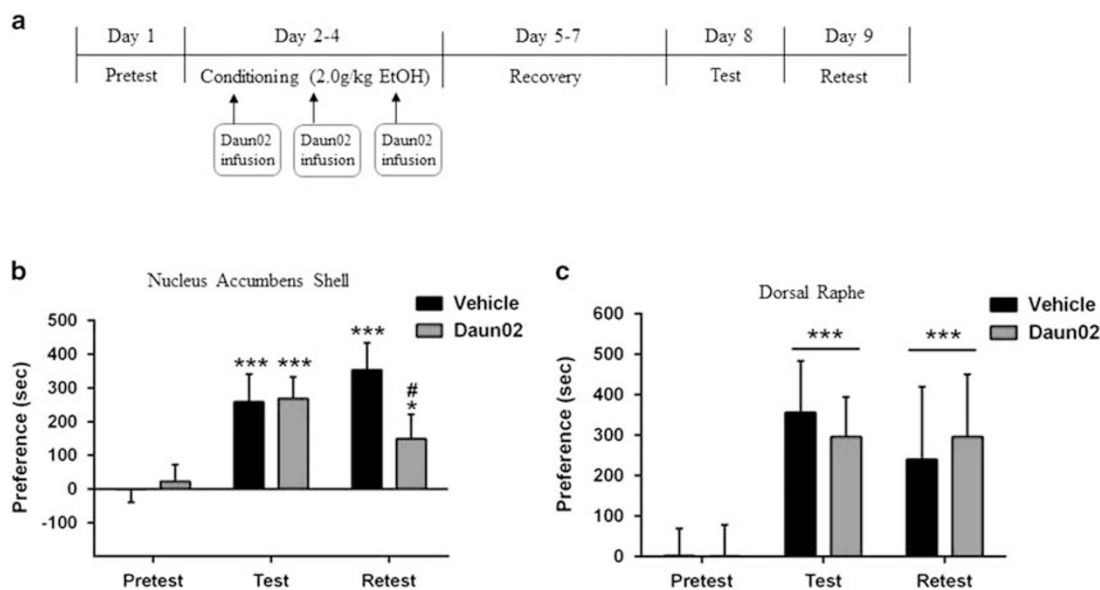 a
Day 1 Day 2-4 Day 5-7 Day 8 Day 9
Pretest Conditioning (2.0g/kg EtOH) Recovery Test Retest
Daun02 infusion
Daun02 infusion
Daun02 infusion
b
Nucleus Accumbens Shell
Vehicle
Daun02
Preference (sec)
500
400
300
200
100
0
-100
*** *** *** # *
Pretest Test Retest
c
Dorsal Raphe
Vehicle
Daun02
Preference (sec)
600
500
400
300
200
100
0
*** ***
Pretest Test Retest